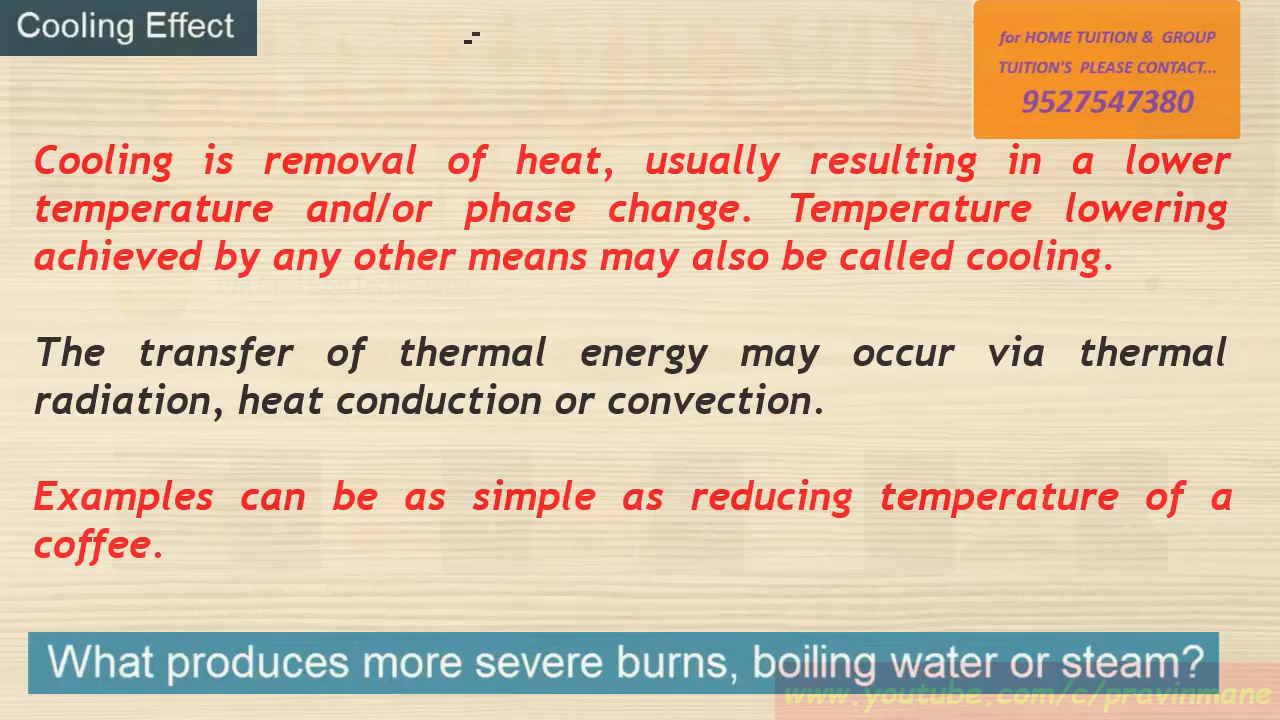 Cooling Effect
for HOME TUITION & GROUP
TUITION'S PLEASE CONTACT...
9527547380
Cooling is removal of heat, usually resulting in a lower
temperature and/or phase change. Temperature lowering
achieved by any other means may also be called cooling.
The transfer of thermal energy may occur via thermal
radiation, heat conduction or convection.
Examples can be as simple as reducing temperature of a
coffee.
What produces more severe burns, boiling water or steam?
www.youtube.com/c/pravinmane